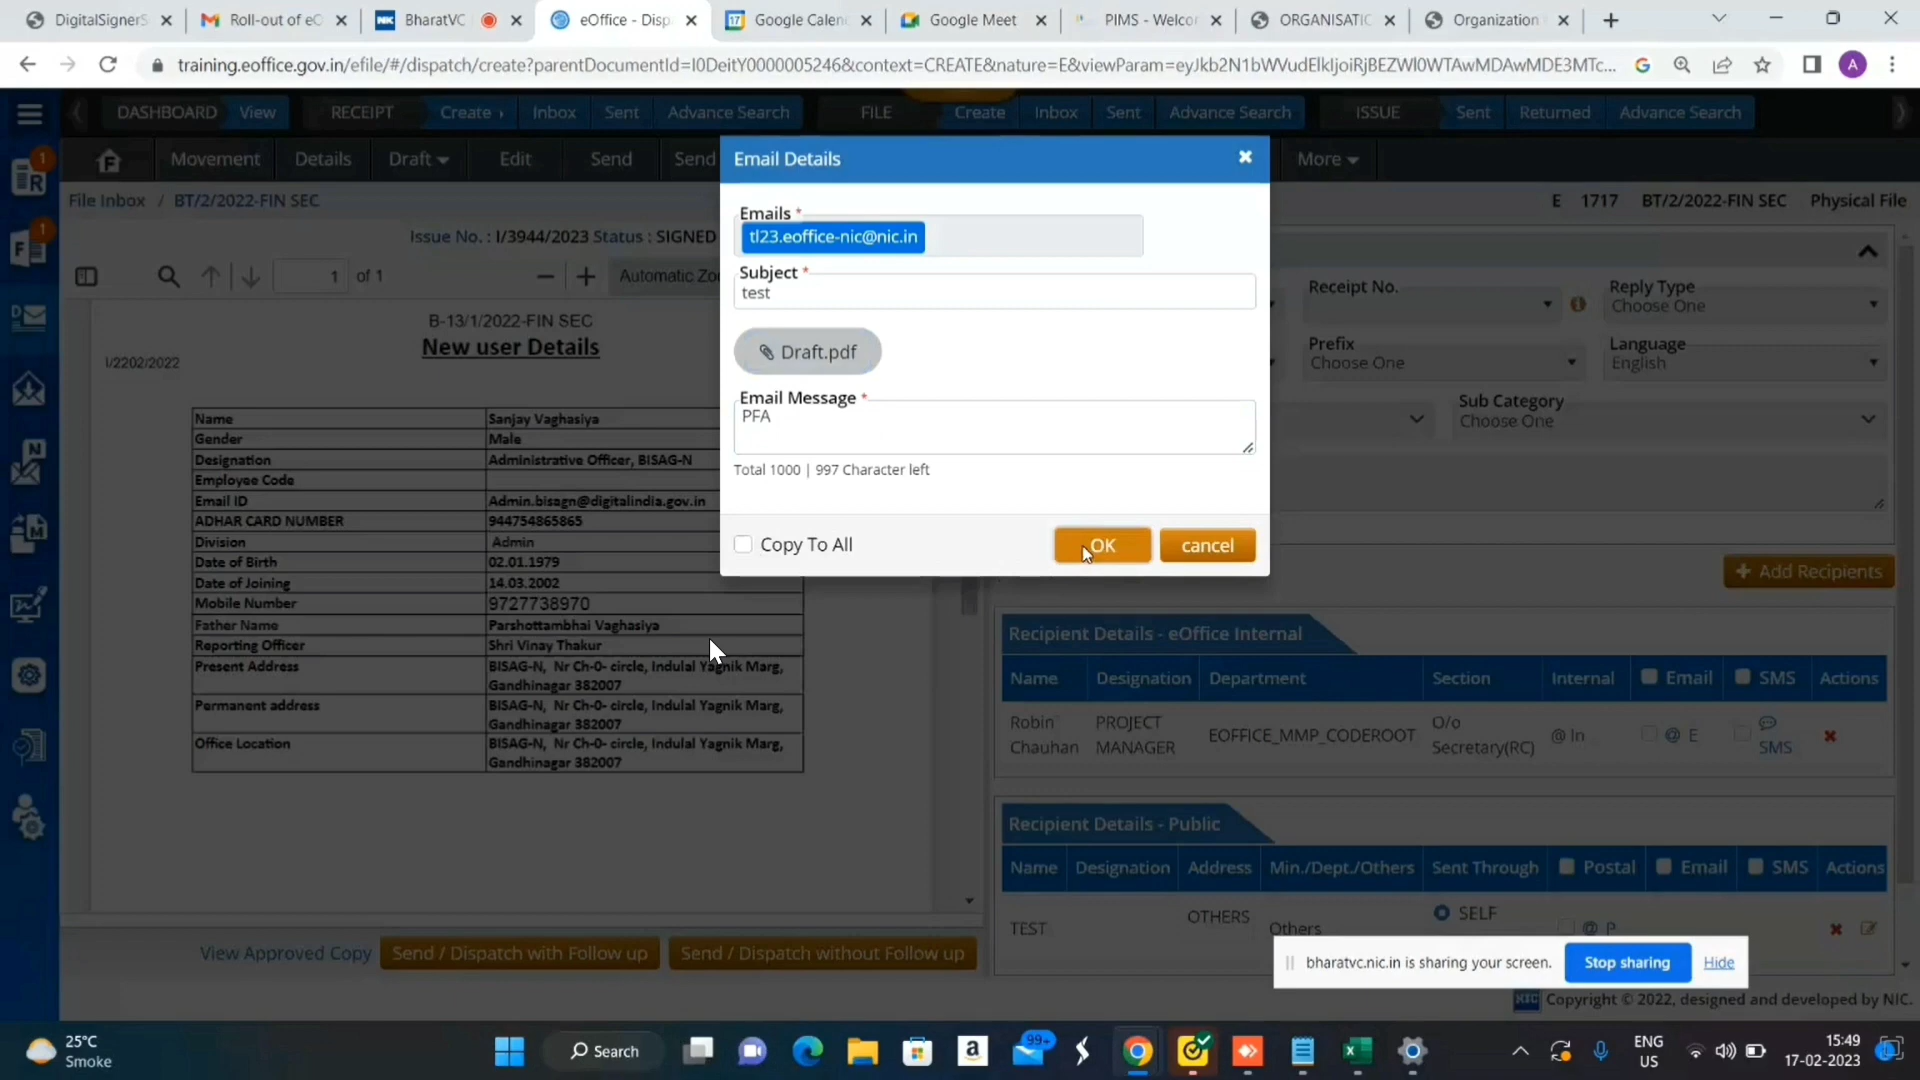 DigitalSignerS
Roll-out of eO
BharatVC
eOffice - Disp
Google Calen
Google Meet
PIMS - Welco
ORGANISATIO
Organization
training.eoffice.gov.in/efile/#/dispatch/create?parentDocumentId=I0DeitY0000005246&context=CREATE&nature=E&viewParam=eyJkb2N1bWVudElkIjoiRjBEZWl0WTAwMDAwMDE3MTc...
A
DASHBOARD View RECEIPT Create Inbox Sent Advance Search FILE Create Inbox Sent Advance Search ISSUE Sent Returned Advance Search
Movement Details Draft Edit Send Send More
File Inbox / BT/2/2022-FIN SEC
E 1717 BT/2/2022-FIN SEC Physical File
Issue No. : I/3944/2023 Status : SIGNED
1 of 1
Automatic Zo
B-13/1/2022-FIN SEC
New user Details
I/2202/2022
Name Sanjay Vaghasiya
Gender Male
Designation Administrative Officer, BISAG-N
Employee Code
Email ID Admin.bisagn@digitalindia.gov.in
ADHAR CARD NUMBER 944754865865
Division Admin
Date of Birth 02.01.1979
Date of Joining 14.03.2002
Mobile Number 9727738970
Father Name Parshottambhai Vaghasiya
Reporting Officer Shri Vinay Thakur
Present Address BISAG-N, Nr Ch-0- circle, Indulal Yagnik Marg,
Gandhinagar 382007
Permanent address BISAG-N, Nr Ch-0- circle, Indulal Yagnik Marg,
Gandhinagar 382007
Office Location BISAG-N, Nr Ch-0- circle, Indulal Yagnik Marg,
Gandhinagar 382007
View Approved Copy
Send / Dispatch with Follow up
Send / Dispatch without Follow up
Email Details
Emails *
tl23.eoffice-nic@nic.in
Subject *
test
Draft.pdf
Email Message *
PFA
Total 1000 | 997 Character left
Copy To All
OK
cancel
Receipt No.
Reply Type
Choose One
Prefix
Choose One
Language
English
Sub Category
Choose One
+ Add Recipients
Recipient Details - eOffice Internal
Name Designation Department Section Internal Email SMS Actions
Robin Chauhan PROJECT MANAGER EOFFICE_MMP_CODEROOT O/o Secretary(RC) @ In @ E SMS
Recipient Details - Public
Name Designation Address Min./Dept./Others Sent Through Postal Email SMS Actions
TEST OTHERS Others SELF @ P
bharatvc.nic.in is sharing your screen.
Stop sharing
Hide
NIC Copyright © 2022, designed and developed by NIC.
25°C
Smoke
Search
99+
ENG
US
15:49
17-02-2023